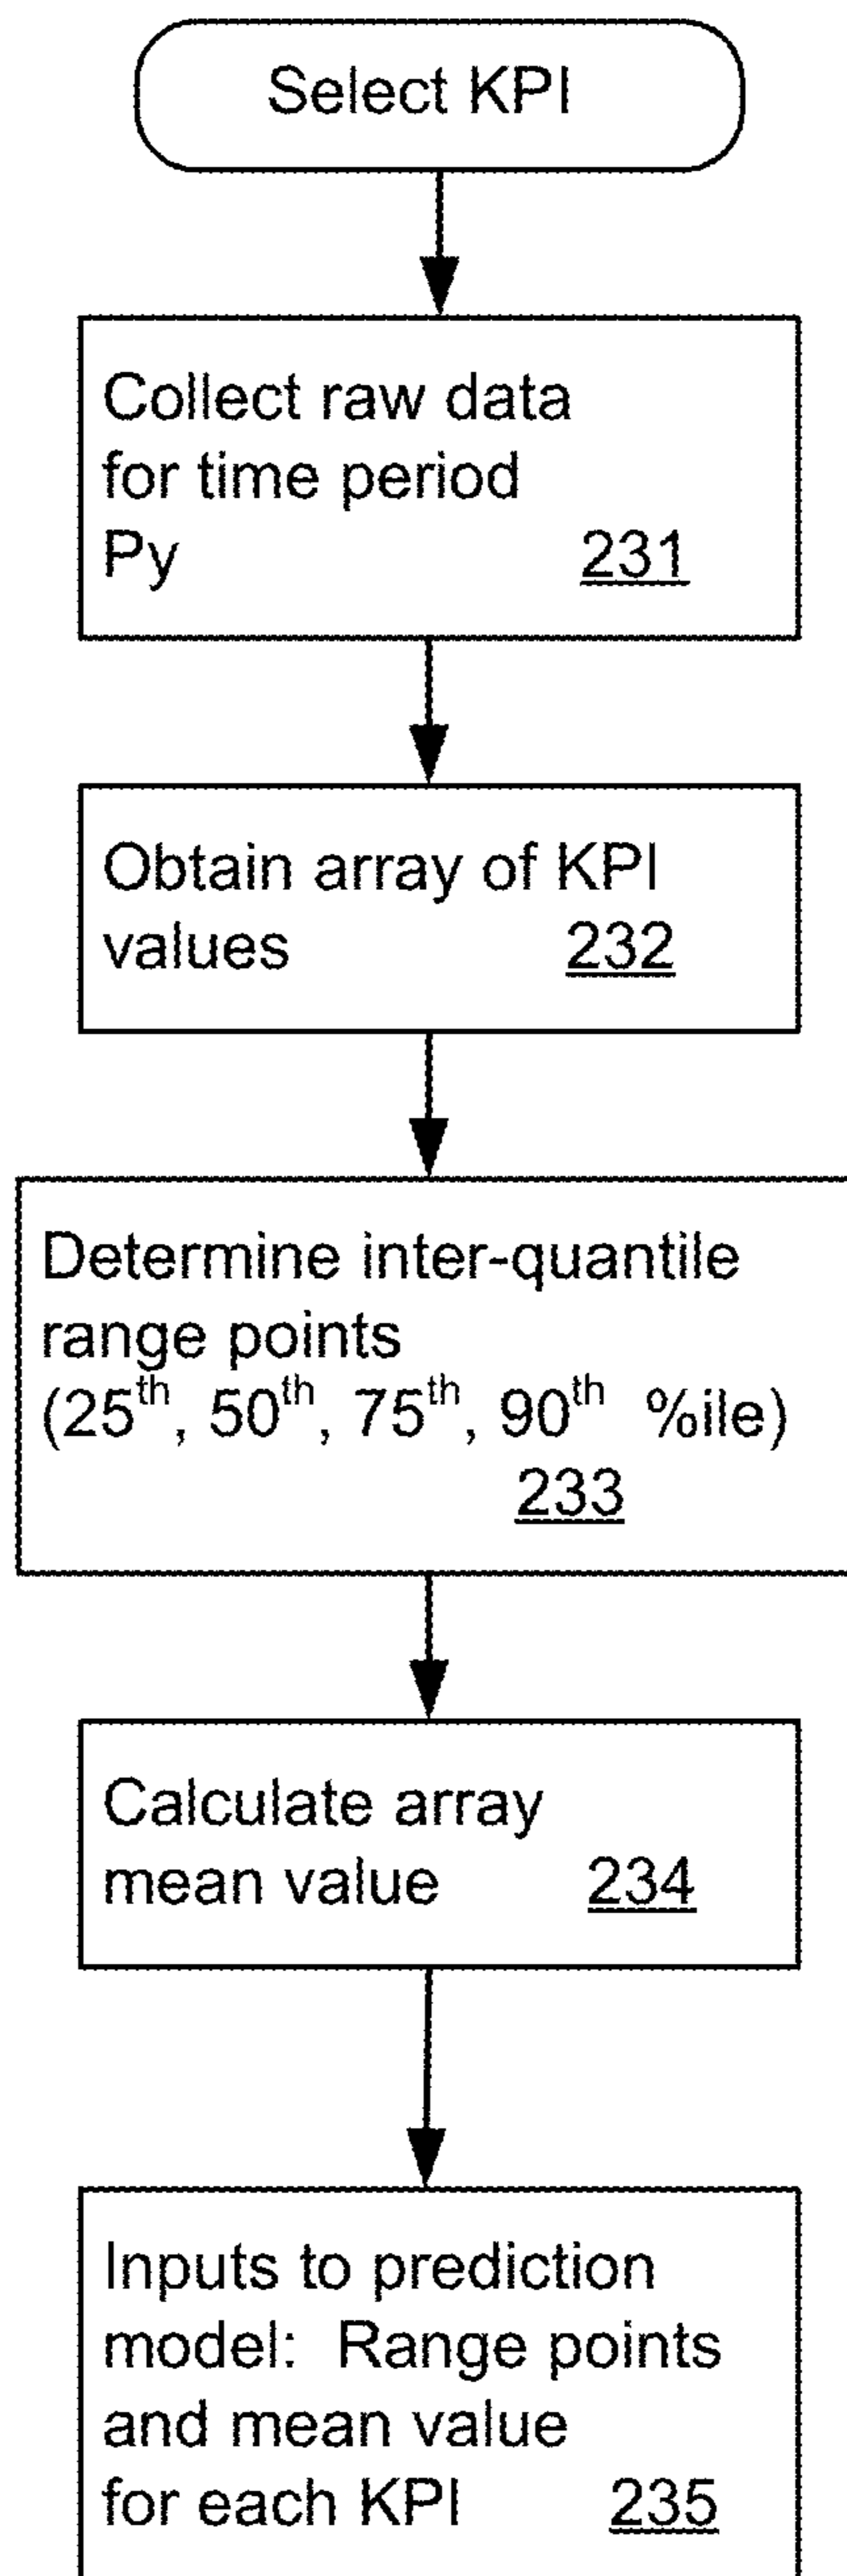 Select KPI
Collect raw data
for time period
Py 231
Obtain array of KPI
values 232
Determine inter-quantile
range points
(25th, 50th, 75th, 90th %ile)
233
Calculate array
mean value 234
Inputs to prediction
model: Range points
and mean value
for each KPI 235